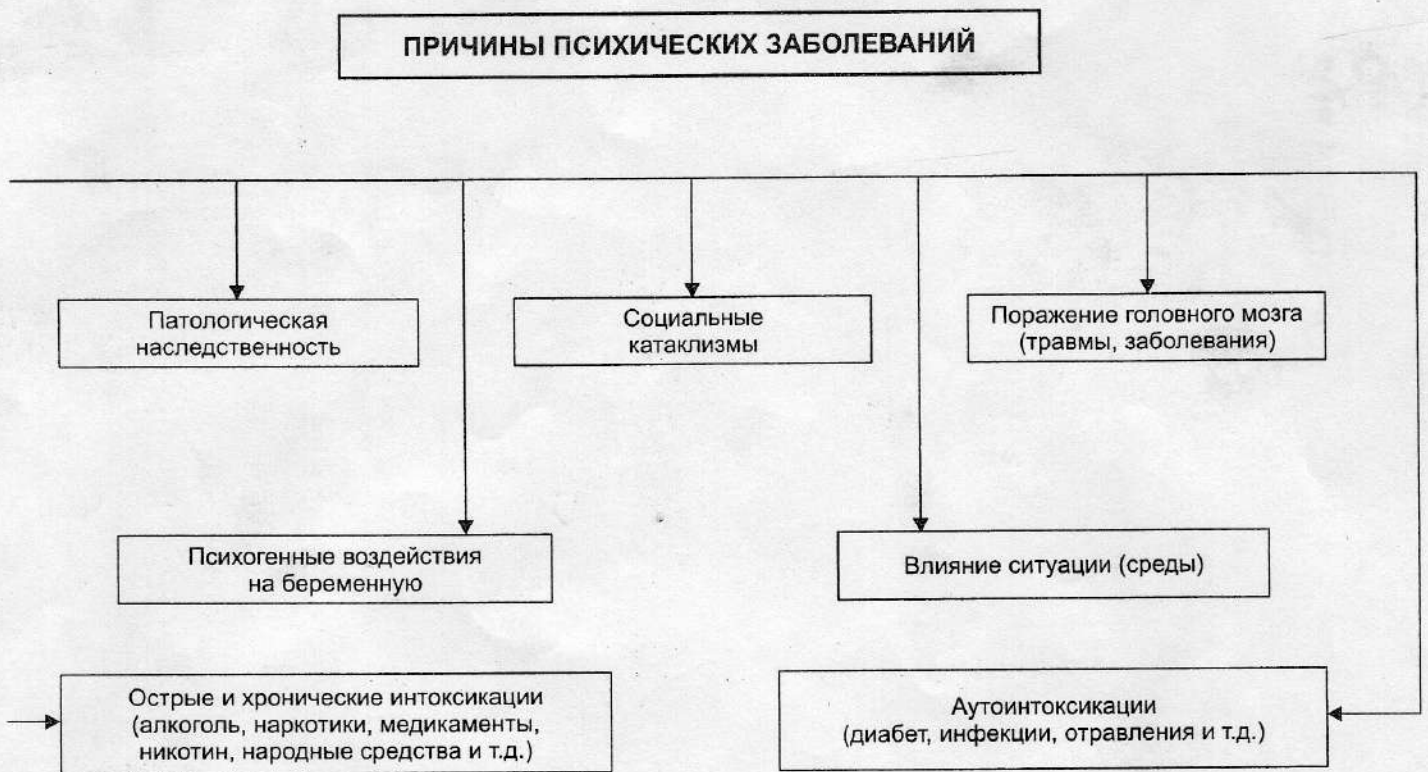 ПРИЧИНЫ ПСИХИЧЕСКИХ ЗАБОЛЕВАНИЙ
Патологическая
наследственность
Социальные
катаклизмы
Поражение головного мозга
(травмы, заболевания)
Психогенные воздействия
на беременную
Влияние ситуации (среды)
Острые и хронические интоксикации
(алкоголь, наркотики, медикаменты,
никотин, народные средства и т.д.)
Аутоинтоксикации
(диабет, инфекции, отравления и т.д.)